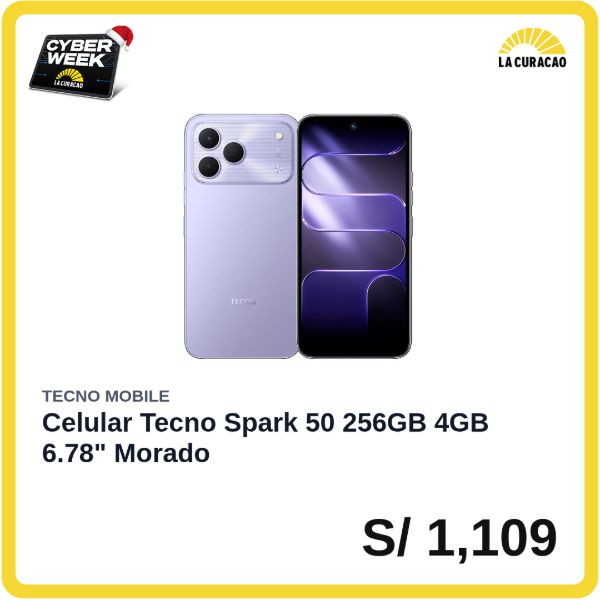 CYBER
WEEK
LA CURACAO
LA CURACAO
TECNO
TECNO MOBILE
Celular Tecno Spark 50 256GB 4GB
6.78" Morado
S/ 1,109